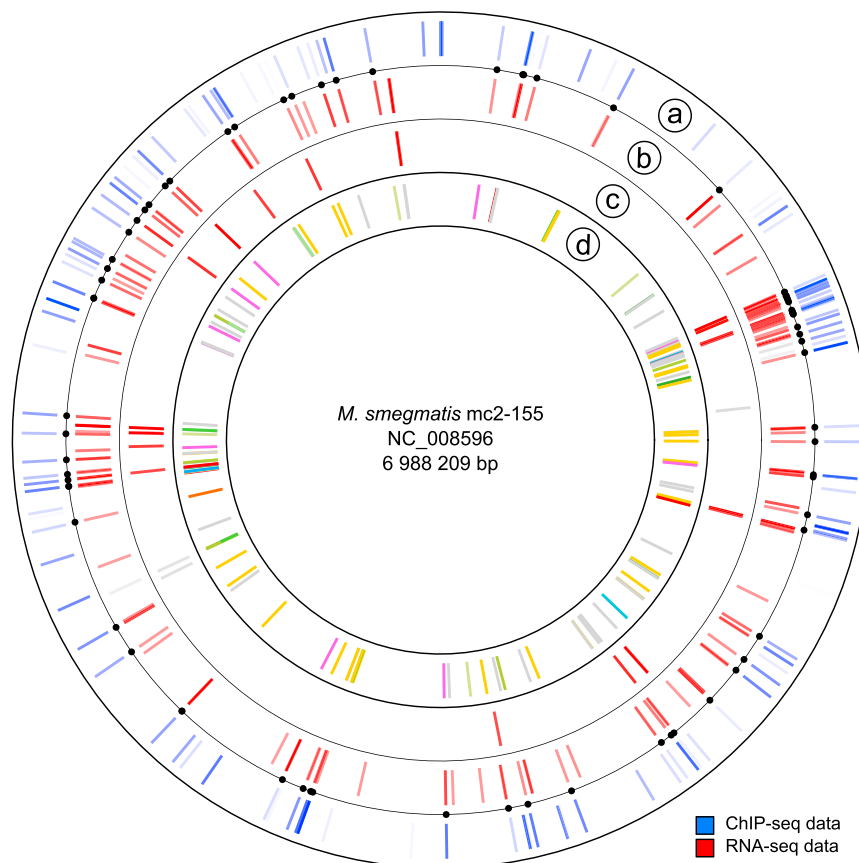 a
b
c
d
M. smegmatis mc2-155
NC_008596
6 988 209 bp
ChIP-seq data
RNA-seq data